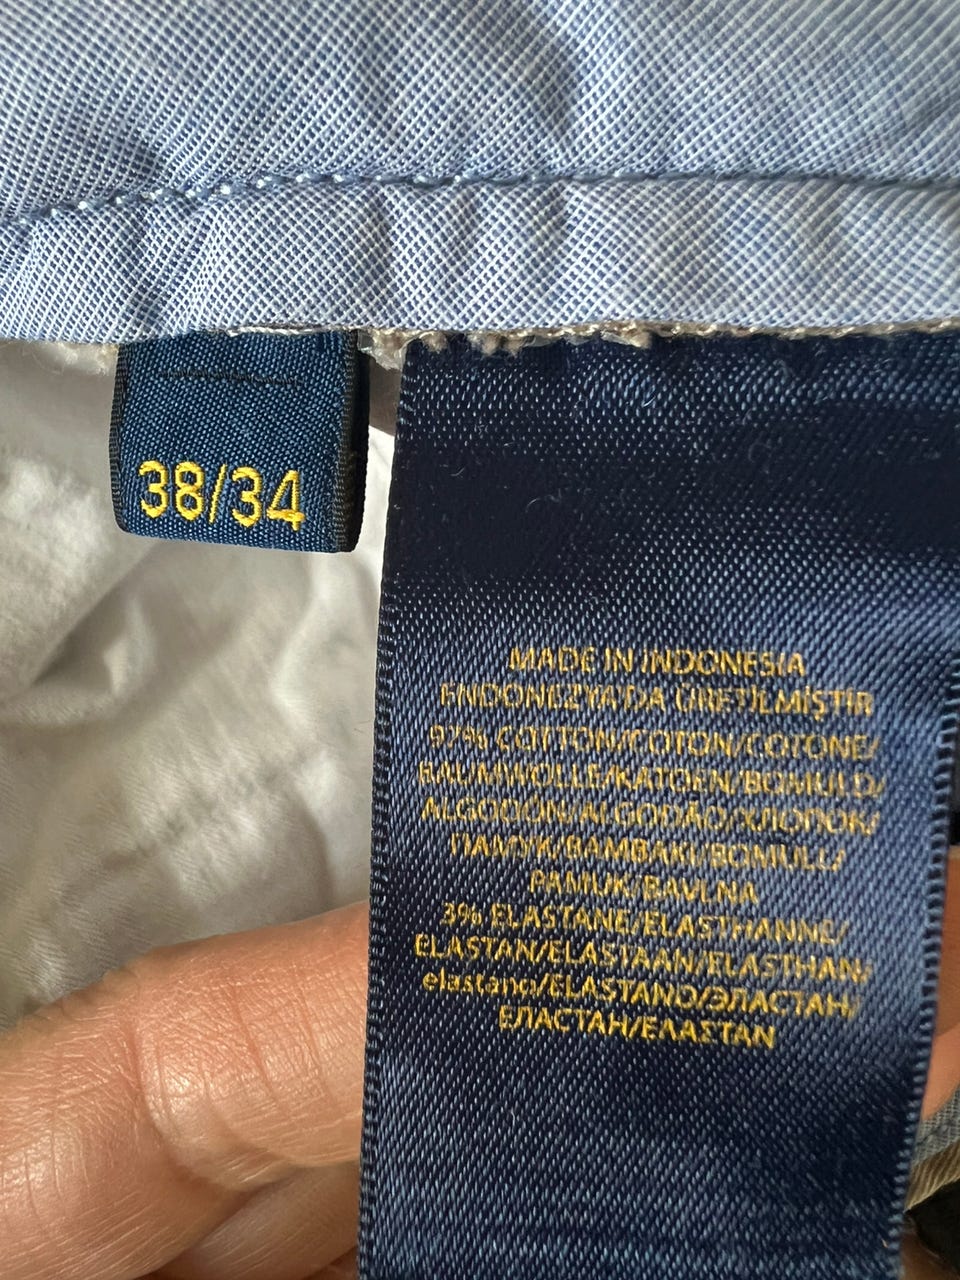 38/34
MADE IN INDONESIA
ENDONEZYA'DA ÜRETİLMİŞTİR
97% COTTON/COTON/COTONE/
BAUMWOLLE/KATOEN/BOMULD/
ALGODÓN/ALGODÃO/ХЛОПОК/
ПАМУК/ΒΑΜΒΑΚΙ/BOMULL/
PAMUK/BAVLNA
3% ELASTANE/ELASTHANNE/
ELASTAN/ELASTAAN/ELASTHAN/
elastano/ELASTANO/ЭЛАСТАН/
ЕЛАСТАН/ΕΛΑΣΤΑΝ